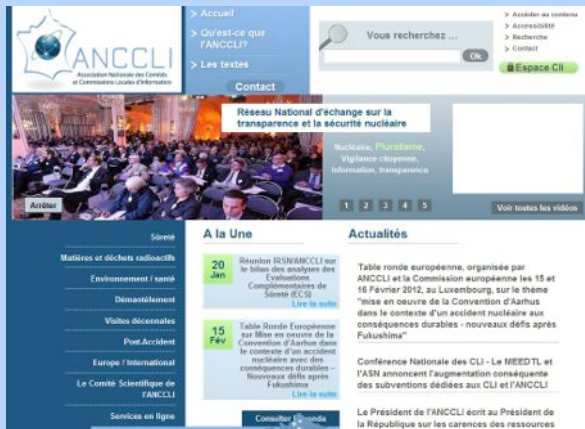 ANCCLI
Association Nationale des Comités
et Commissions Locales d'Information
> Accueil
> Qu'est-ce que
l'ANCCLI?
> Les textes
Contact
Vous recherchez ...
Ok
> Accéder au contenu
> Accessibilité
> Recherche
> Contact
Espace Cli
Réseau National d'échange sur la
transparence et la sécurité nucléaire
Nucléaire, Pluralisme,
Vigilance citoyenne,
Information, transparence
Arrêter
1 2 3 4 5
Voir toutes les vidéos
Sûreté
Matières et déchets radioactifs
Environnement / santé
Démantèlement
Visites décennales
Post-Accident
Europe / International
Le Comité Scientifique de
l'ANCCLI
Services en ligne
A la Une
20
Jan
Réunion IRSN/ANCCLI sur
le bilan des analyses des
Evaluations
Complémentaires de
Sûreté (ECS)
Lire la suite
15
Fév
Table Ronde Européenne
sur Mise en oeuvre de la
Convention d'Aarhus dans
le contexte d'un accident
nucléaire avec des
conséquences durables -
Nouveaux défis après
Fukushima
Lire la suite
Consulter
Actualités
Table ronde européenne, organisée par
ANCCLI et la Commission européenne les 15 et
16 Février 2012, au Luxembourg, sur le thème
"mise en oeuvre de la Convention d'Aarhus
dans le contexte d'un accident nucléaire aux
conséquences durables - nouveaux défis après
Fukushima"
Conférence Nationale des CLI - Le MEEDTL et
l'ASN annoncent l'augmentation conséquente
des subventions dédiées aux CLI et l'ANCCLI
Le Président de l'ANCCLI écrit au Président de
la République sur les carences des ressources